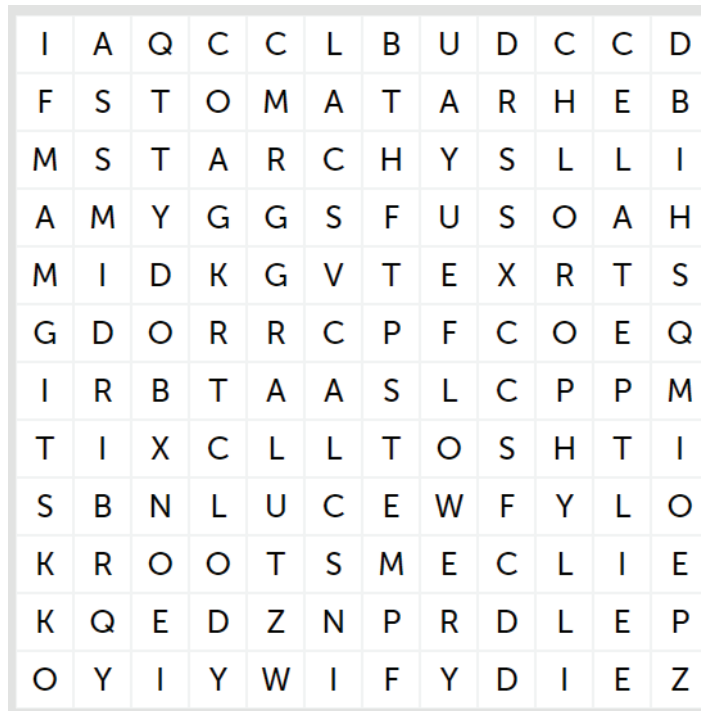 I A Q C C L B U D C C D
F S T O M A T A R H E B
M S T A R C H Y S L L I
A M Y G G S F U S O A H
M I D K G V T E X R T S
G D O R R C P F C O E Q
I R B T A A S L C P P M
T I X C L L T O S H T I
S B N L U C E W F Y L O
K R O O T S M E C L I E
K Q E D Z N P R D L E P
O Y I Y W I F Y D I E Z